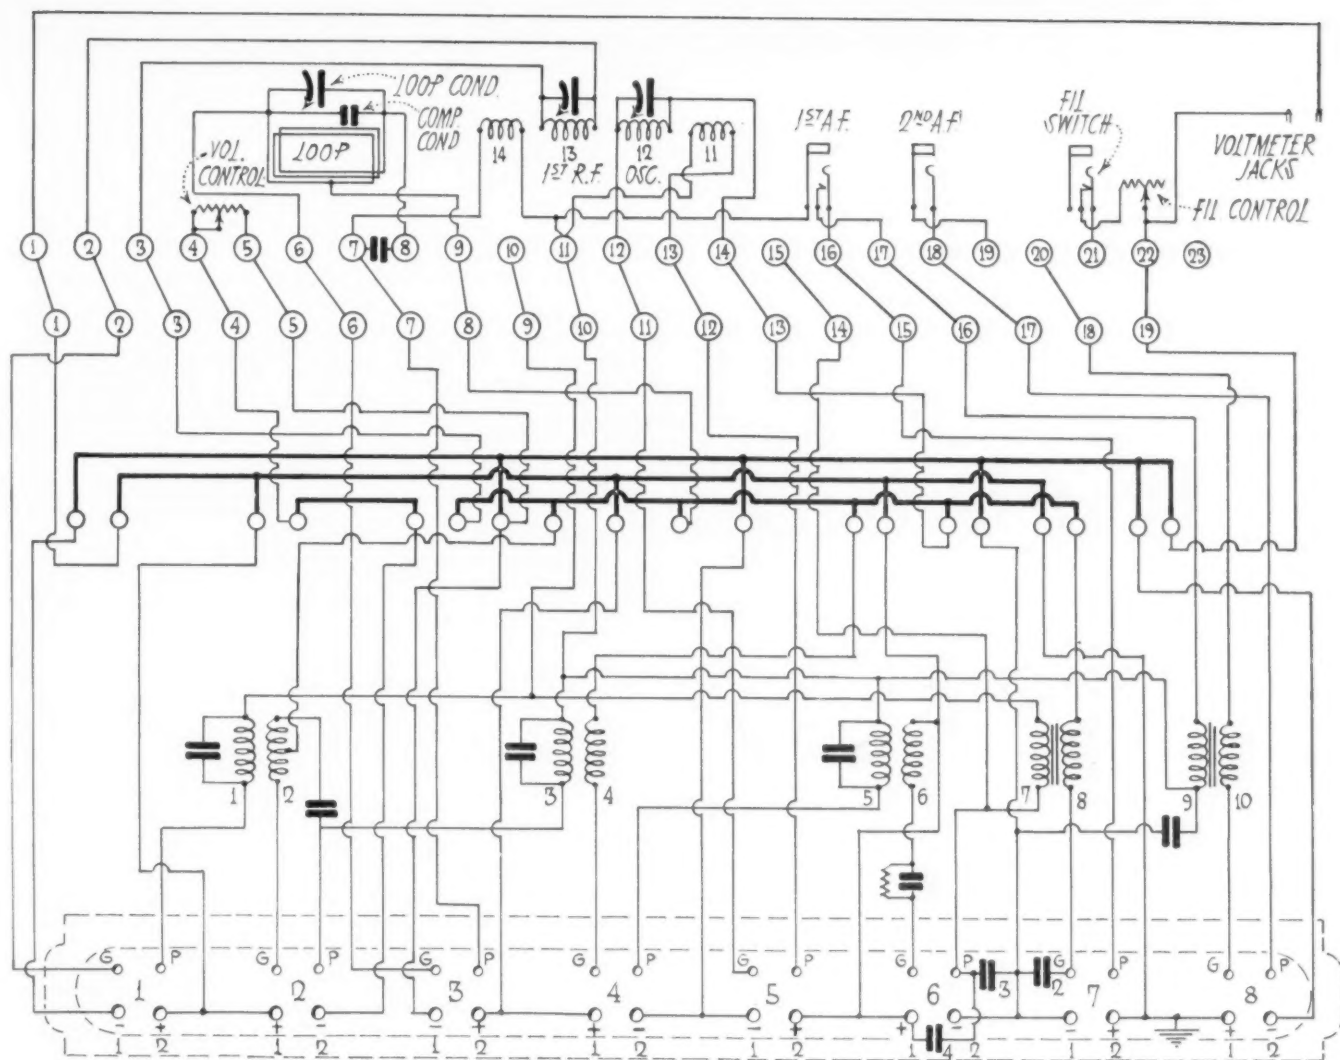 LOOP COND.
COMP. COND
VOL. CONTROL
LOOP
14
13
1ST R.F.
12
OSC.
11
1ST A.F.
2ND A.F.
FIL SWITCH
VOLTMETER JACKS
FIL CONTROL
1 2 3 4 5 6 7 8 9 10 11 12 13 14 15 16 17 18 19 20 21 22 23
1 2 3 4 5 6 7 8 9 10 11 12 13 14 15 16 17 18 19
1 2 3 4 5 6 7 8 9 10
G P G P G P G P G P G P G P G P
1 2 3 4 5 6 3 2 7 8
- + + - - + + - - + + - - + + -
1 2 1 2 1 2 1 2 1 2 1 4 2 1 2 1 2